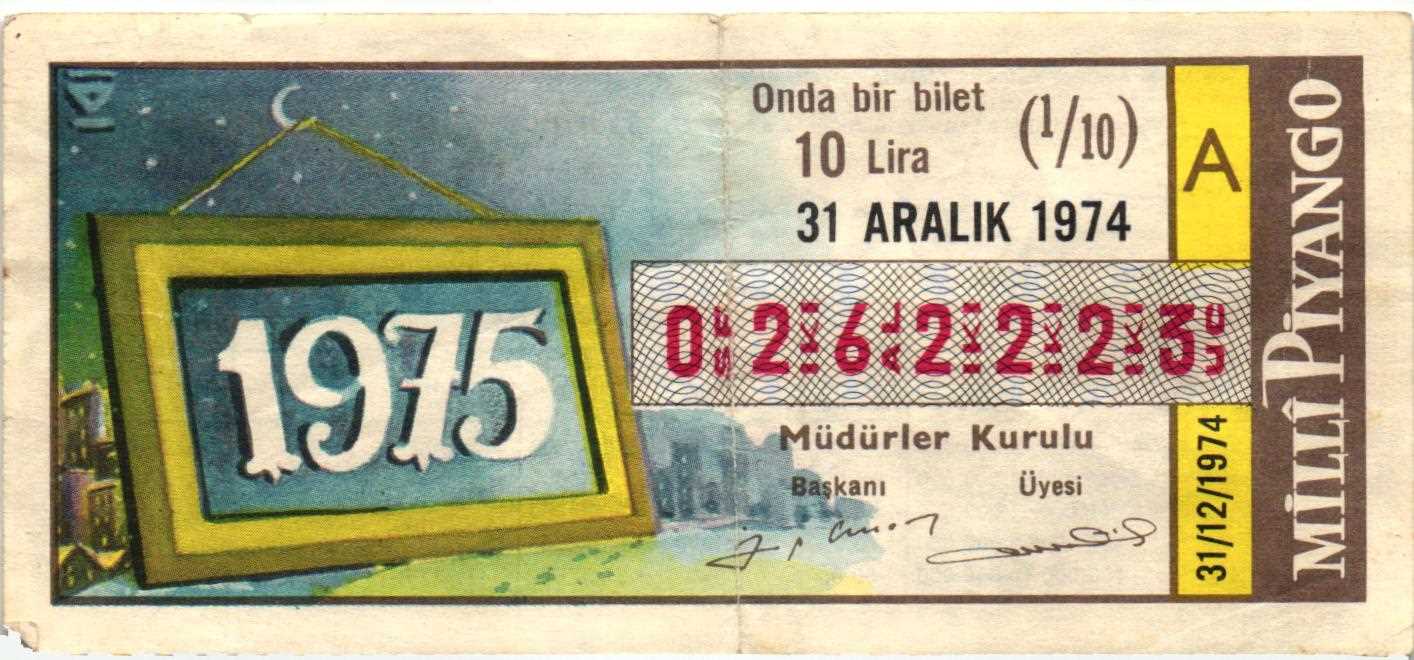 1975
Onda bir bilet
10 Lira
(1/10)
31 ARALIK 1974
0 2 6 2 2 2 3
Müdürler Kurulu
Başkanı Üyesi
A
31/12/1974
MİLLÎ PİYANGO